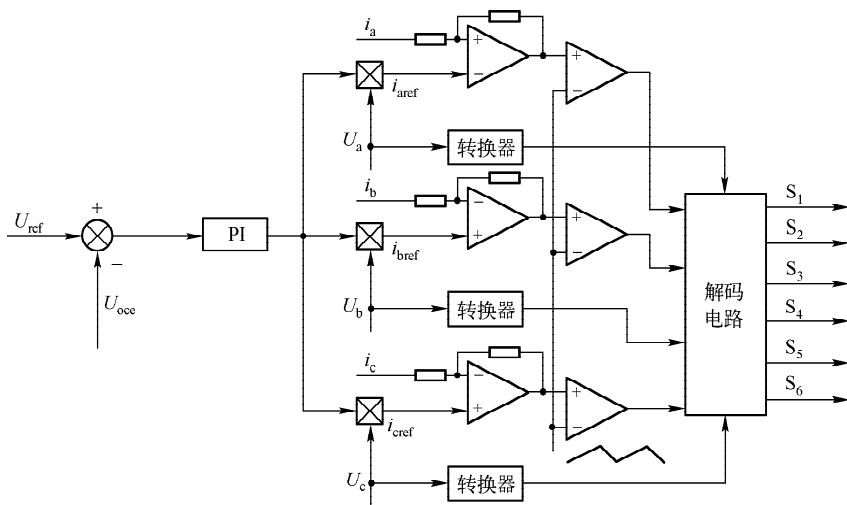 i_a
+
−
+
−
i_aref
U_a
转换器
i_b
−
+
+
−
i_bref
U_b
转换器
U_ref
+
−
U_oce
PI
解码
电路
S_1
S_2
S_3
S_4
S_5
S_6
i_c
−
+
+
−
i_cref
U_c
转换器